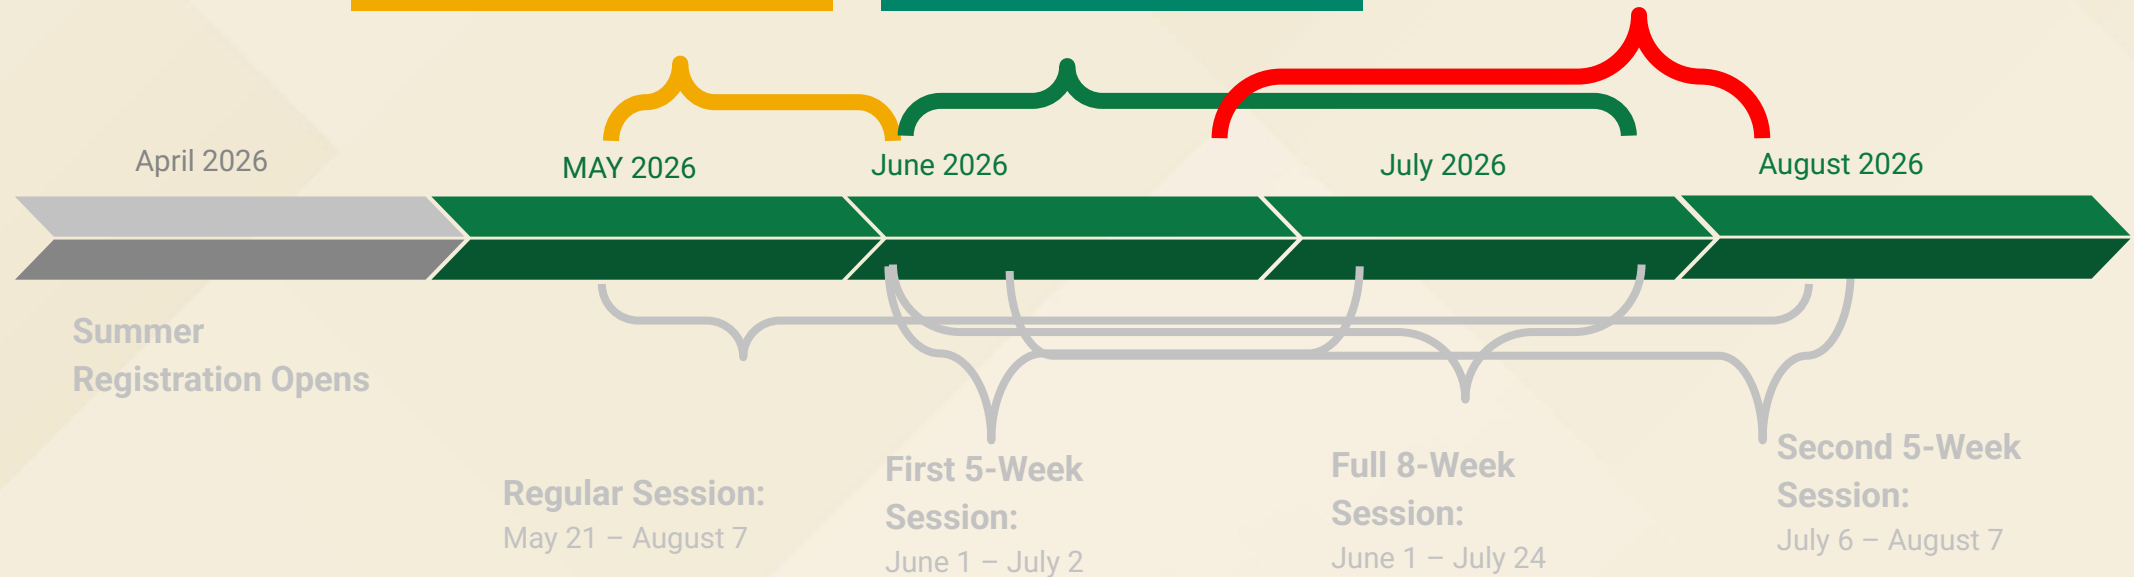 April 2026
MAY 2026
June 2026
July 2026
August 2026
Summer
Registration Opens
Regular Session:
May 21 – August 7
First 5-Week
Session:
June 1 – July 2
Full 8-Week
Session:
June 1 – July 24
Second 5-Week
Session:
July 6 – August 7